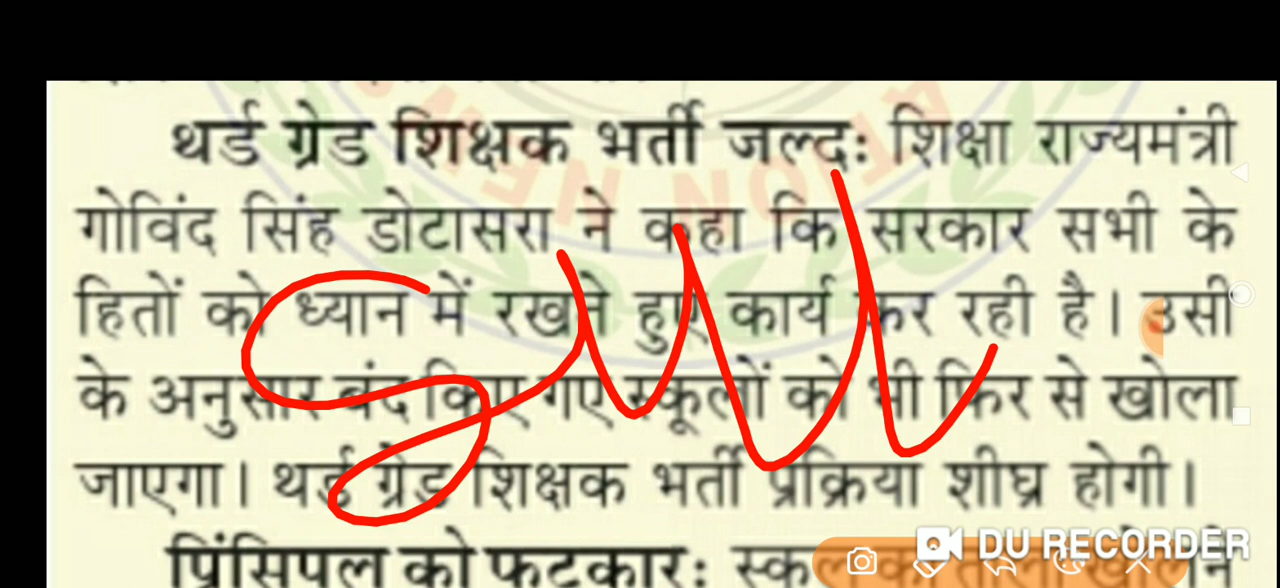 थर्ड ग्रेड शिक्षक भर्ती जल्दः शिक्षा राज्यमंत्री
गोविंद सिंह डोटासरा ने कहा कि सरकार सभी के
हितों को ध्यान में रखते हुए कार्य कर रही है। उसी
के अनुसार बंद किए गए स्कूलों को भी फिर से खोला
जाएगा। थर्ड ग्रेड शिक्षक भर्ती प्रक्रिया शीघ्र होगी।
प्रिंसिपल को फटकारः
DU RECORDER